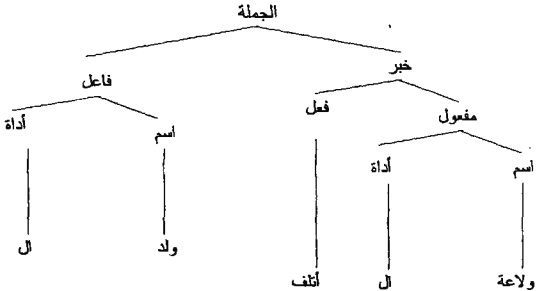 الجملة
خبر
فاعل
فعل
مفعول
أداة
اسم
اسم
أداة
ولد
ال
ولاعة
ال
أتلف